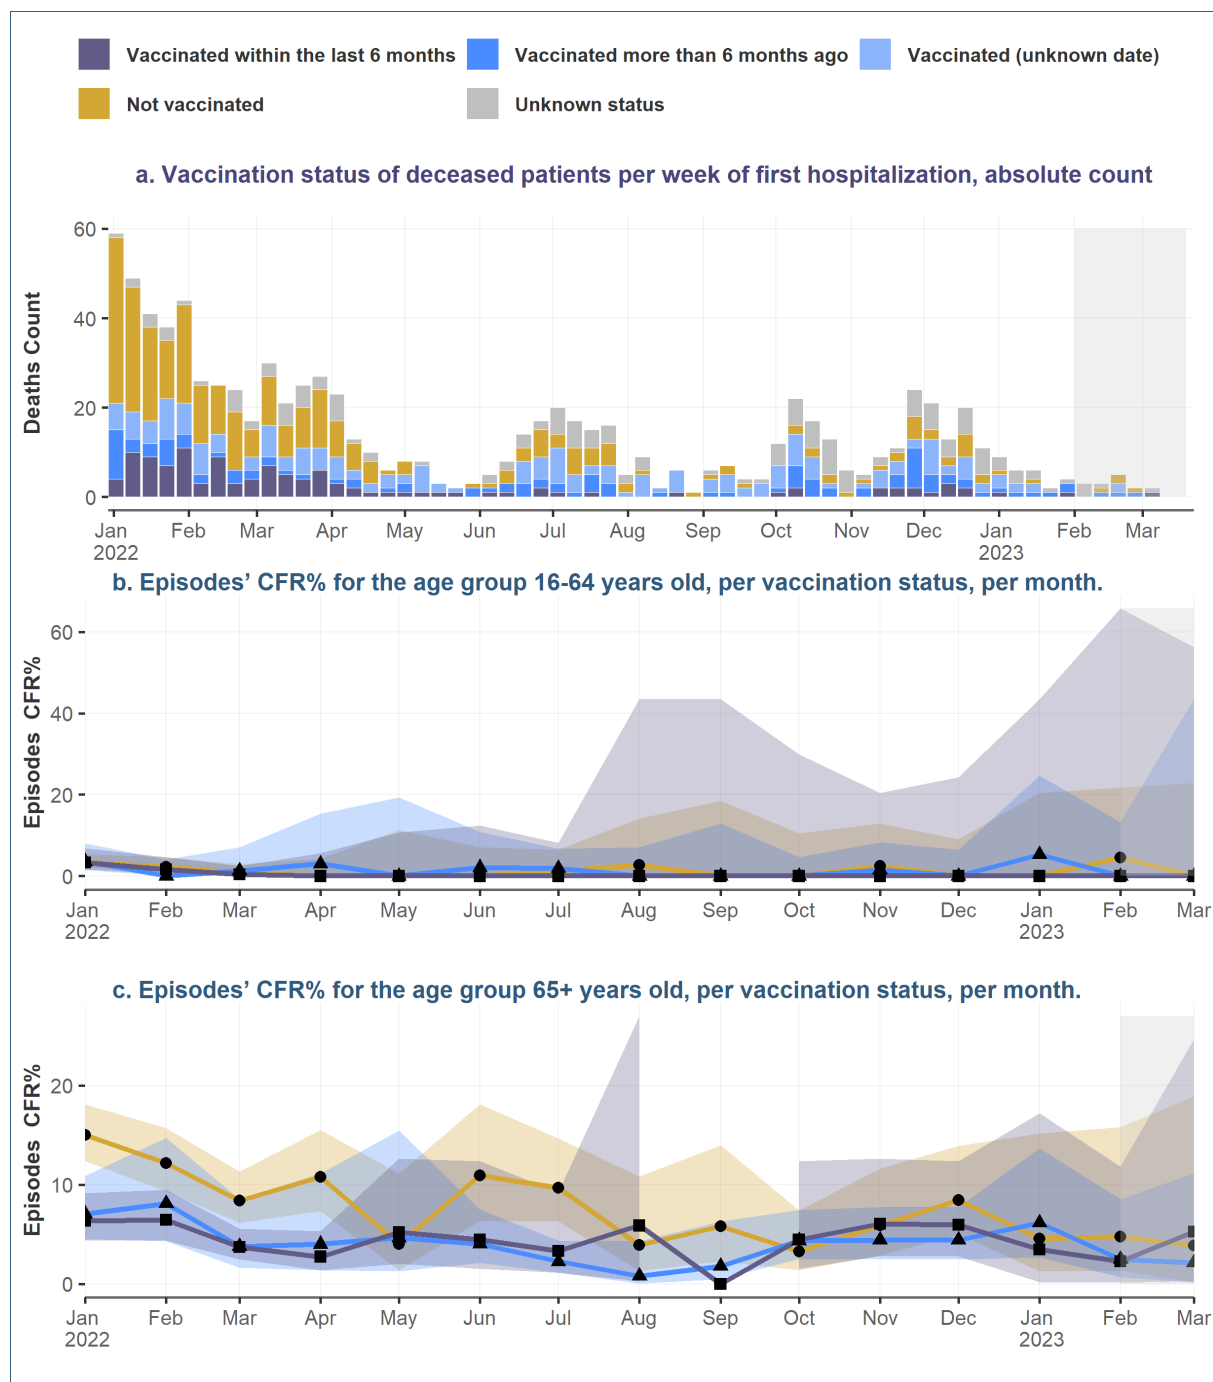 Vaccinated within the last 6 months Vaccinated more than 6 months ago Vaccinated (unknown date)
Not vaccinated Unknown status
a. Vaccination status of deceased patients per week of first hospitalization, absolute count
Deaths Count
60
40
20
0
Jan Feb Mar Apr May Jun Jul Aug Sep Oct Nov Dec Jan Feb Mar
2022 2023
b. Episodes’ CFR% for the age group 16-64 years old, per vaccination status, per month.
Episodes CFR%
60
40
20
0
Jan Feb Mar Apr May Jun Jul Aug Sep Oct Nov Dec Jan Feb Mar
2022 2023
c. Episodes’ CFR% for the age group 65+ years old, per vaccination status, per month.
Episodes CFR%
20
10
0
Jan Feb Mar Apr May Jun Jul Aug Sep Oct Nov Dec Jan Feb Mar
2022 2023